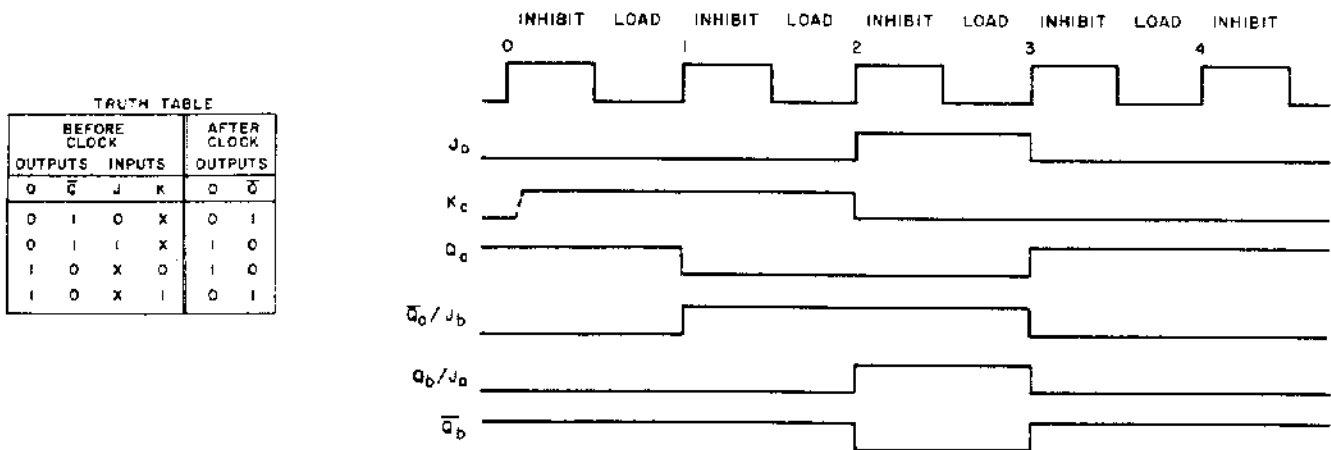 INHIBIT LOAD INHIBIT LOAD INHIBIT LOAD INHIBIT LOAD INHIBIT
0 1 2 3 4
TRUTH TABLE
BEFORE CLOCK AFTER CLOCK
OUTPUTS INPUTS OUTPUTS
Q Q̅ J K Q Q̅
0 1 0 X 0 1
0 1 1 X 1 0
1 0 X 0 1 0
1 0 X 1 0 1
Ja
Kc
Qa
Q̅a/Jb
Qb/Ja
Q̅b